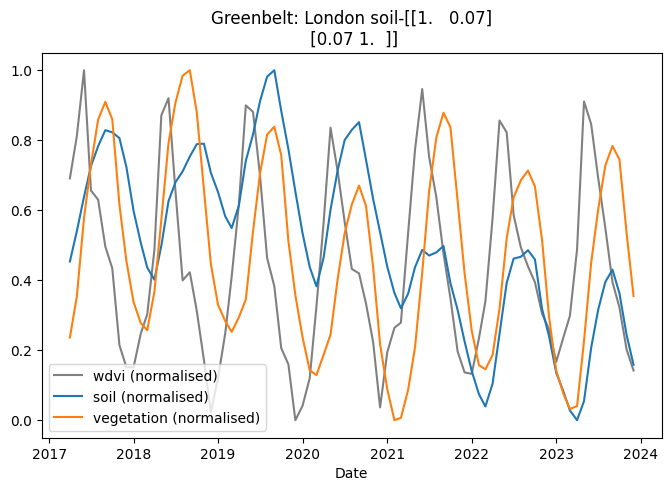 Greenbelt: London soil-[[1.   0.07]
[0.07 1.  ]]
1.0
0.8
0.6
0.4
0.2
0.0
wdvi (normalised)
soil (normalised)
vegetation (normalised)
2017 2018 2019 2020 2021 2022 2023 2024
Date